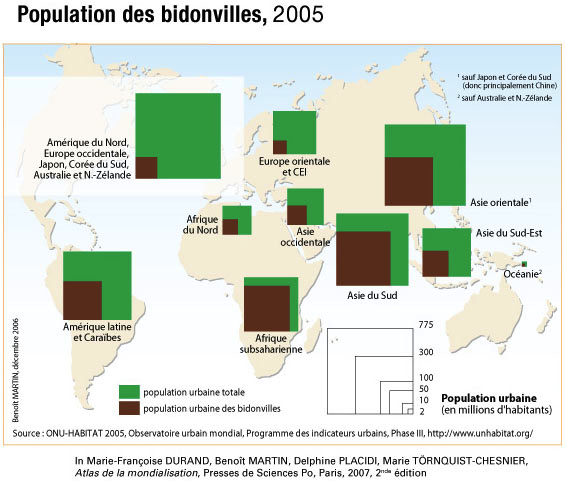 Population des bidonvilles, 2005
¹ sauf Japon et Corée du Sud
(donc principalement Chine)
² sauf Australie et N.-Zélande
Amérique du Nord,
Europe occidentale,
Japon, Corée du Sud,
Australie et N.-Zélande
Europe orientale
et CEI
Asie orientale¹
Afrique
du Nord
Asie
occidentale
Asie du Sud-Est
Océanie²
Asie du Sud
Amérique latine
et Caraïbes
Afrique
subsaharienne
775
300
100
50
10
2
Population urbaine
(en millions d'habitants)
population urbaine totale
population urbaine des bidonvilles
Benoît MARTIN, décembre 2006
Source : ONU-HABITAT 2005, Observatoire urbain mondial, Programme des indicateurs urbains, Phase III, http://www.unhabitat.org/
In Marie-Françoise DURAND, Benoît MARTIN, Delphine PLACIDI, Marie TÖRNQUIST-CHESNIER,
Atlas de la mondialisation, Presses de Sciences Po, Paris, 2007, 2nde édition